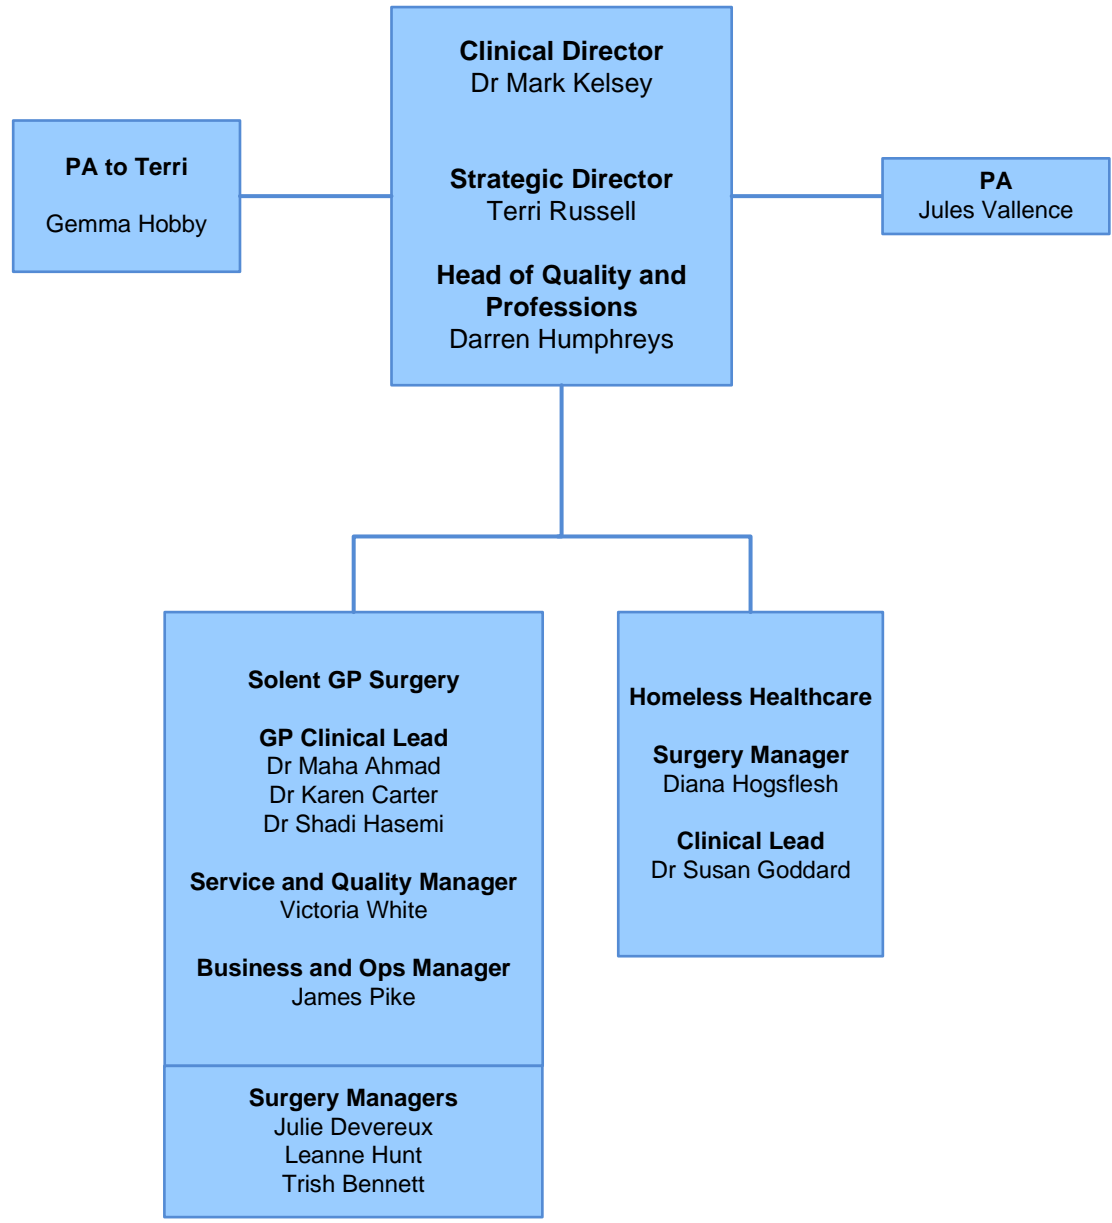 Clinical Director
Dr Mark Kelsey
Strategic Director
Terri Russell
Head of Quality and
Professions
Darren Humphreys
PA to Terri
Gemma Hobby
PA
Jules Vallence
Solent GP Surgery
GP Clinical Lead
Dr Maha Ahmad
Dr Karen Carter
Dr Shadi Hasemi
Service and Quality Manager
Victoria White
Business and Ops Manager
James Pike
Surgery Managers
Julie Devereux
Leanne Hunt
Trish Bennett
Homeless Healthcare
Surgery Manager
Diana Hogsflesh
Clinical Lead
Dr Susan Goddard